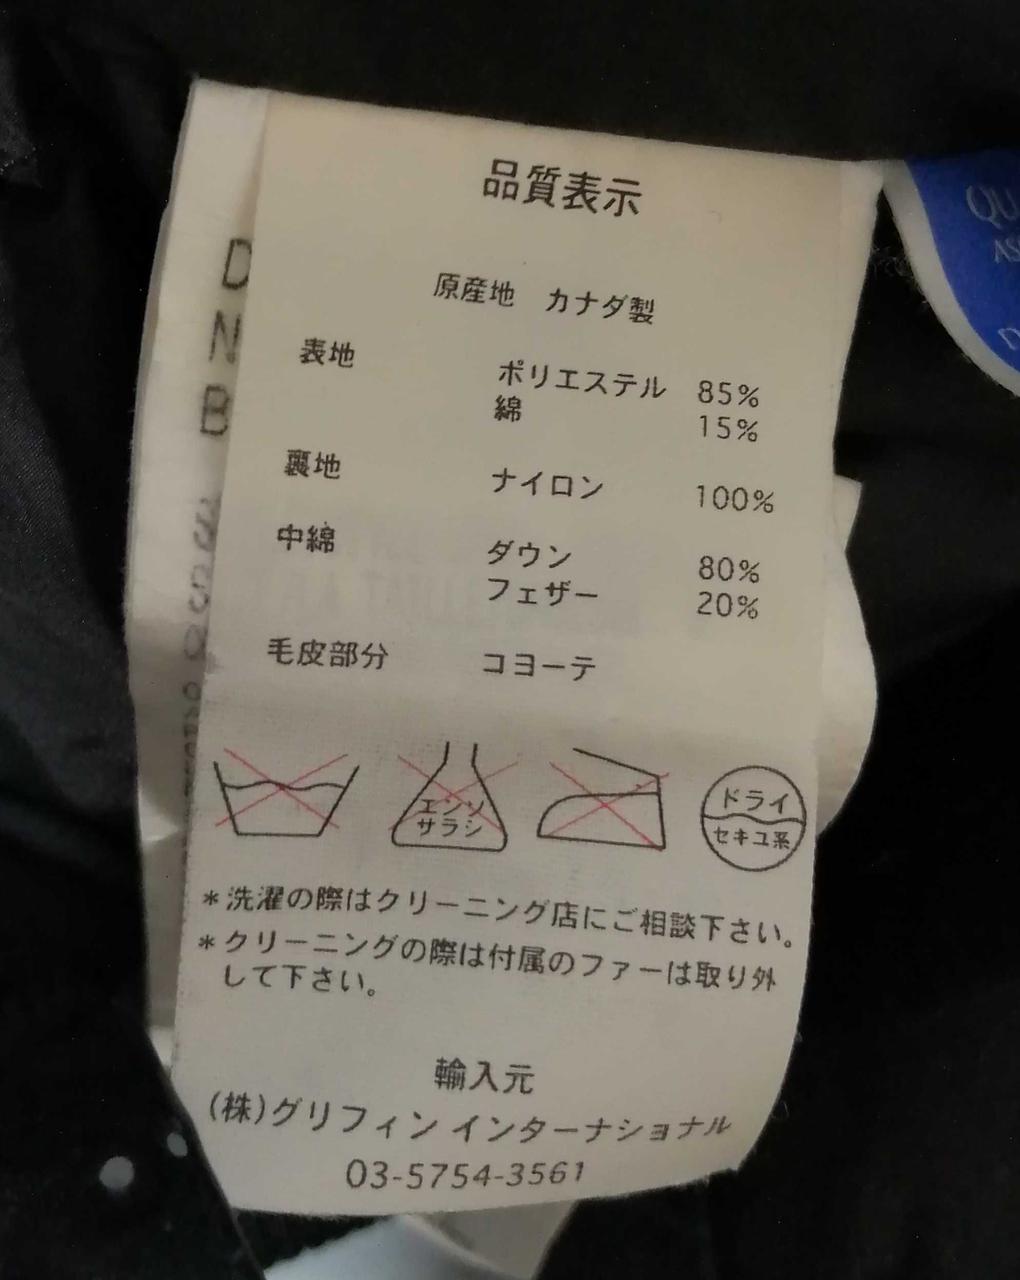 品質表示
原産地 カナダ製
表地 ポリエステル 85%
綿 15%
裏地 ナイロン 100%
中綿 ダウン 80%
フェザー 20%
毛皮部分 コヨーテ
エンソ
サラシ
ドライ
セキユ系
*洗濯の際はクリーニング店にご相談下さい。
*クリーニングの際は付属のファーは取り外
して下さい。
輸入元
(株)グリフィン インターナショナル
03-5754-3561
D
N
B
QU
AS